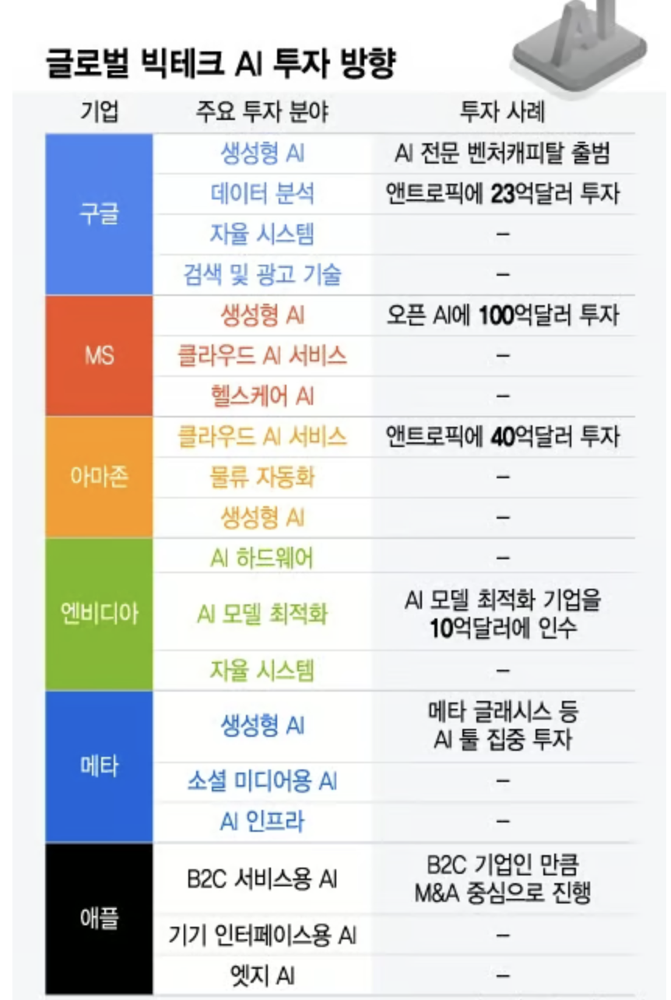 AI
글로벌 빅테크 AI 투자 방향
기업 주요 투자 분야 투자 사례
구글
생성형 AI AI 전문 벤처캐피탈 출범
데이터 분석 앤트로픽에 23억달러 투자
자율 시스템 –
검색 및 광고 기술 –
MS
생성형 AI 오픈 AI에 100억달러 투자
클라우드 AI 서비스 –
헬스케어 AI –
아마존
클라우드 AI 서비스 앤트로픽에 40억달러 투자
물류 자동화 –
생성형 AI –
엔비디아
AI 하드웨어 –
AI 모델 최적화 AI 모델 최적화 기업을
10억달러에 인수
자율 시스템 –
메타
생성형 AI 메타 글래시스 등
AI 툴 집중 투자
소셜 미디어용 AI –
AI 인프라 –
애플
B2C 서비스용 AI B2C 기업인 만큼
M&A 중심으로 진행
기기 인터페이스용 AI –
엣지 AI –